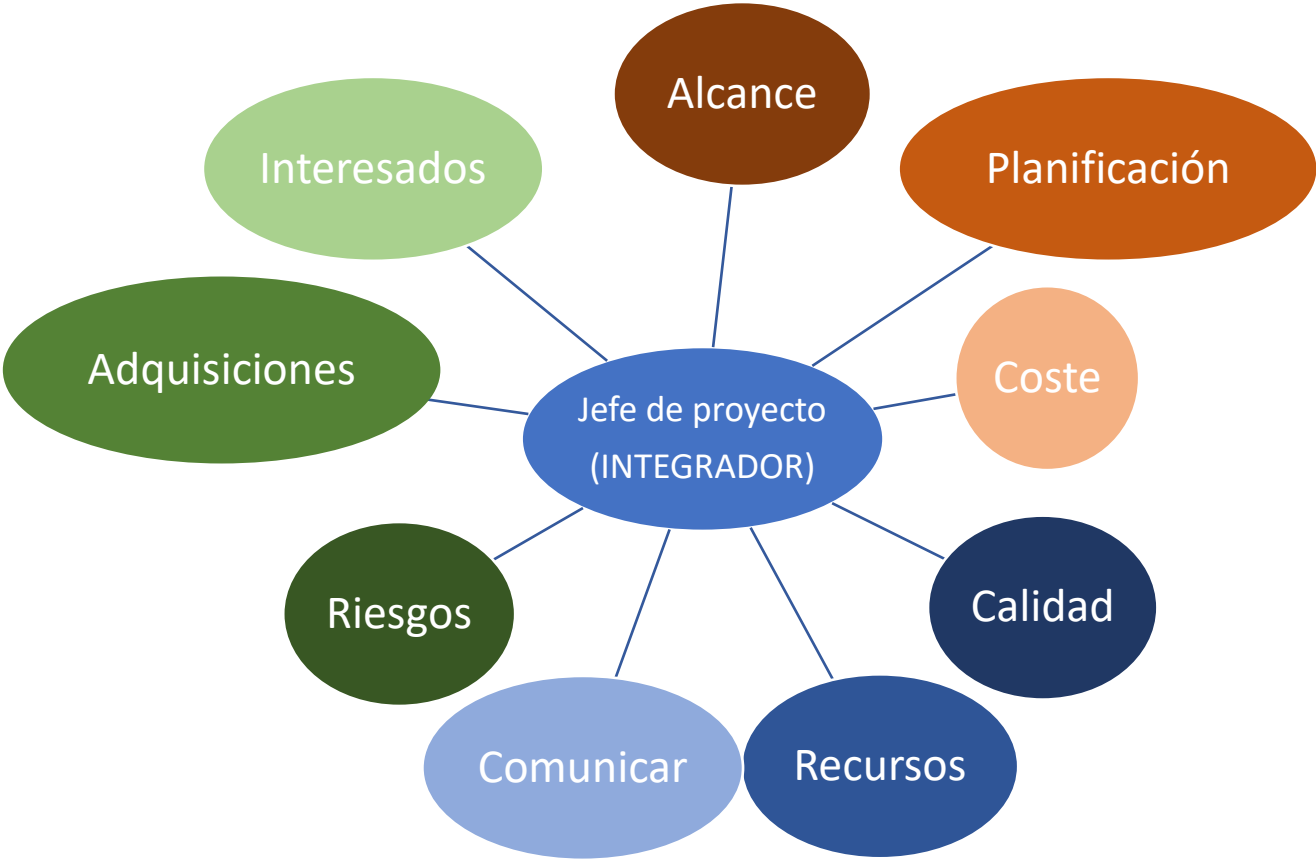 Alcance
Interesados
Planificación
Adquisiciones
Coste
Jefe de proyecto
(INTEGRADOR)
Riesgos
Calidad
Comunicar
Recursos